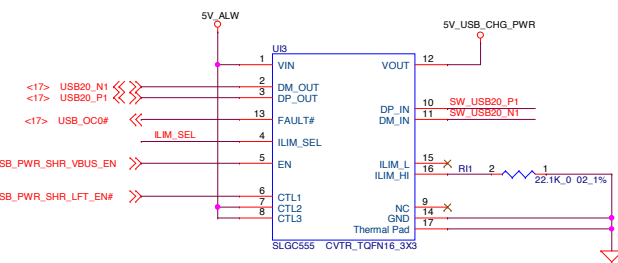 5V_ALW
5V_USB_CHG_PWR
UI3
1 VIN VOUT 12
<17> USB20_N1 2 DM_OUT
<17> USB20_P1 3 DP_OUT
DP_IN 10 SW_USB20_P1
DM_IN 11 SW_USB20_N1
<17> USB_OC0# 13 FAULT#
ILIM_SEL 4 ILIM_SEL
SB_PWR_SHR_VBUS_EN 5 EN
ILIM_L 15
ILIM_HI 16 RI1 2 1
22.1K_0 02_1%
SB_PWR_SHR_LFT_EN# 6 CTL1
7 CTL2
8 CTL3
NC 9
GND 14
Thermal Pad 17
SLGC555 CVTR_TQFN16_3X3